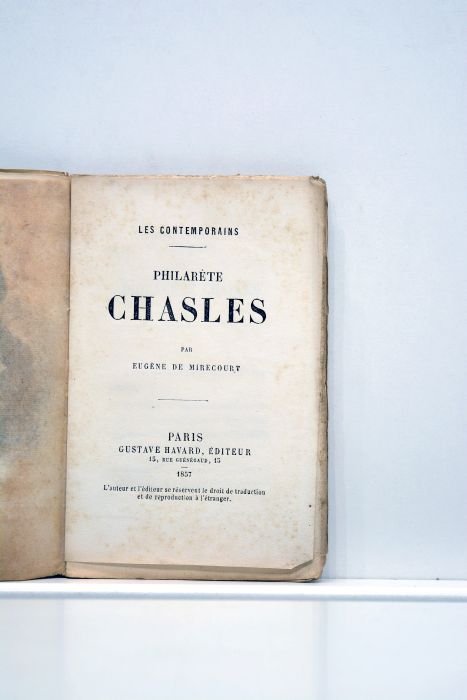 LES CONTEMPORAINS
PHILARÈTE
CHASLES
PAR
EUGÈNE DE MIRECOURT
PARIS
GUSTAVE HAVARD, ÉDITEUR
15, RUE GUÉNÉGAUD, 15
1857
L'auteur et l'éditeur se réservent le droit de traduction
et de reproduction à l'étranger.